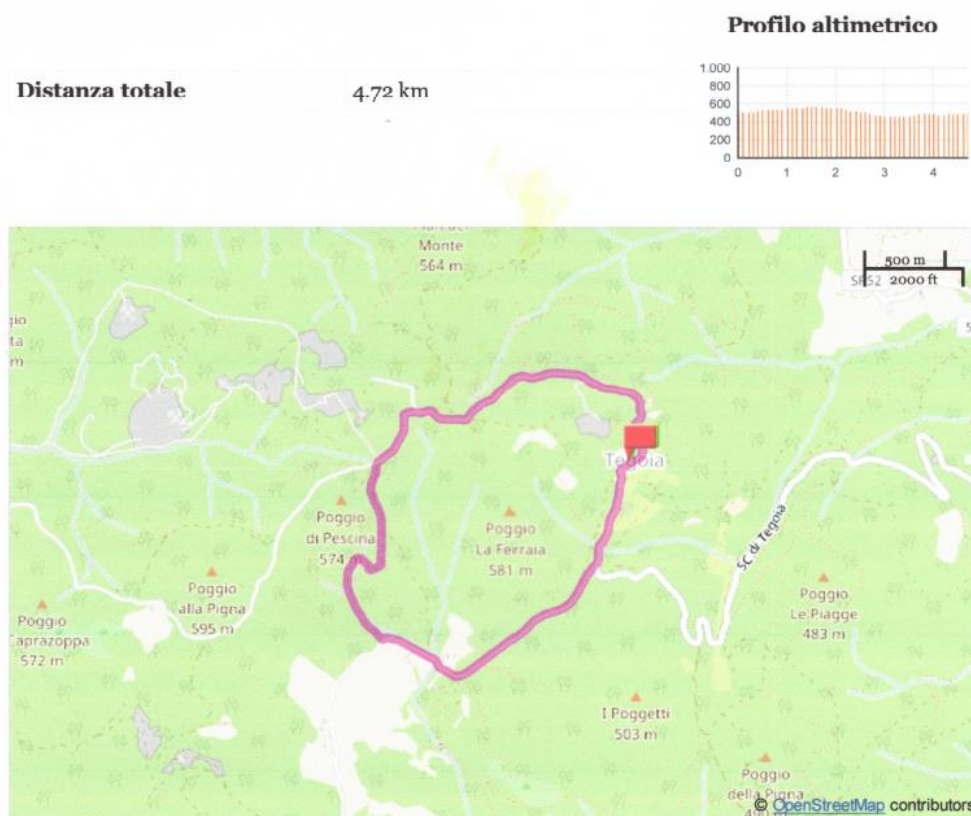 Profilo altimetrico
Distanza totale 4.72 km
1.000
800
600
400
200
0
0 1 2 3 4
Monte
564 m
500 m
2000 ft
Tegoia
Poggio
di Pescina
574 m
Poggio
La Ferraia
581 m
SC di Tegoia
Poggio
alla Pigna
595 m
Poggio
Le Piagge
483 m
Poggio
Caprazoppa
572 m
I Poggetti
503 m
Poggio
della Pigna
© OpenStreetMap contributors